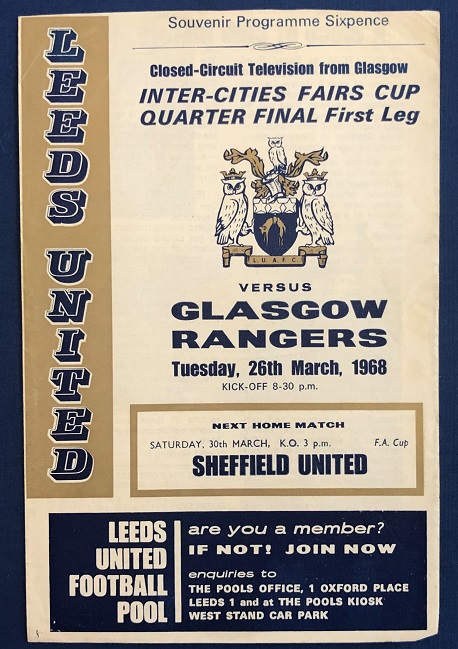 LEEDS UNITED
Souvenir Programme Sixpence
Closed-Circuit Television from Glasgow
INTER-CITIES FAIRS CUP
QUARTER FINAL First Leg
L.U.A.F.C.
VERSUS
GLASGOW
RANGERS
Tuesday, 26th March, 1968
KICK-OFF 8-30 p.m.
NEXT HOME MATCH
SATURDAY, 30th MARCH, K.O. 3 p.m. F.A. Cup
SHEFFIELD UNITED
LEEDS
UNITED
FOOTBALL
POOL
are you a member?
IF NOT! JOIN NOW
enquiries to
THE POOLS OFFICE, 1 OXFORD PLACE
LEEDS 1 and at THE POOLS KIOSK
WEST STAND CAR PARK